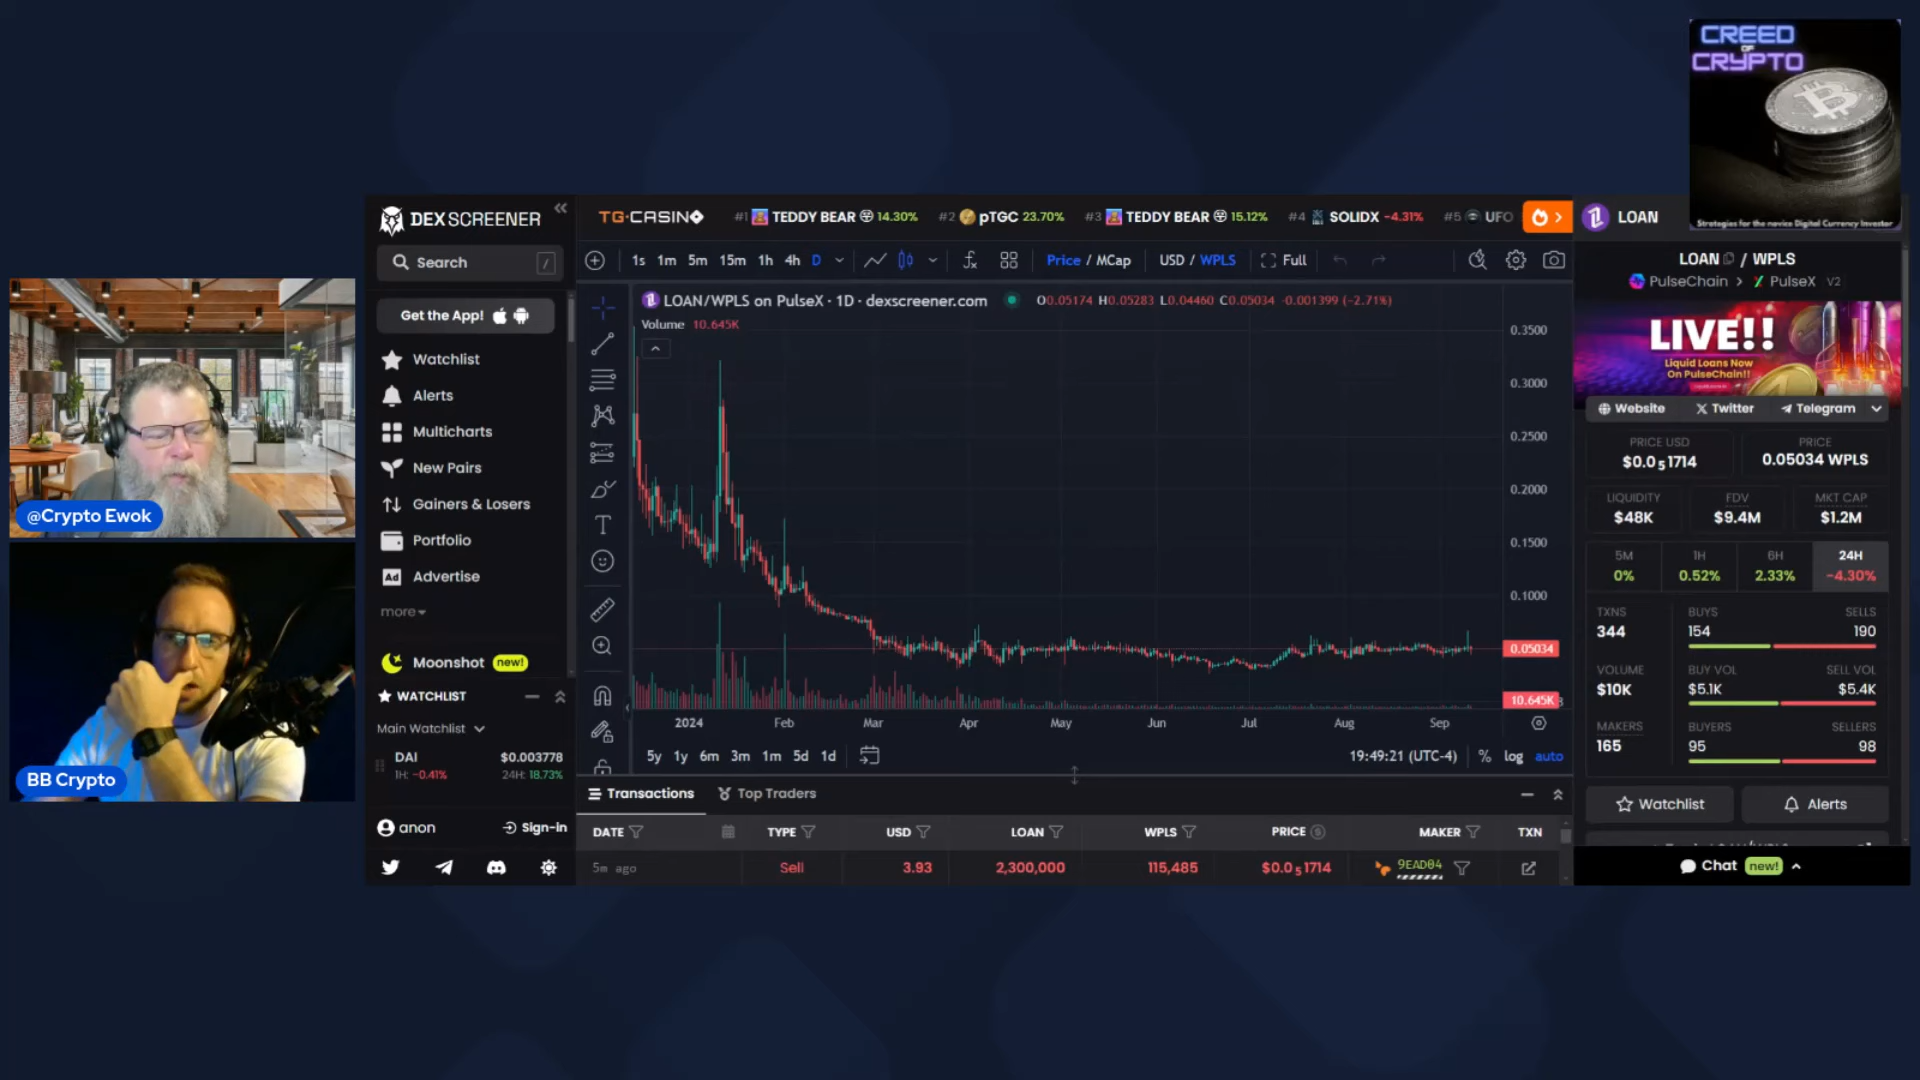 CREED
OF
CRYPTO
Strategies for the novice Digital Currency Investor
@Crypto Ewok
BB Crypto
DEX SCREENER
Search /
Get the App!
Watchlist
Alerts
Multicharts
New Pairs
Gainers & Losers
Portfolio
Ad Advertise
more
Moonshot new!
WATCHLIST
Main Watchlist
DAI $0.003778
1H: -0.41% 24H: 18.73%
anon Sign-in
TG.CASINO #1 TEDDY BEAR 14.30% #2 pTGC 23.70% #3 TEDDY BEAR 15.12% #4 SOLIDX -4.31% #5 UFO
1s 1m 5m 15m 1h 4h D Price / MCap USD / WPLS Full
LOAN/WPLS on PulseX · 1D · dexscreener.com O0.05174 H0.05283 L0.04460 C0.05034 -0.001399 (-2.71%)
Volume 10.645K
0.3500
0.3000
0.2500
0.2000
0.1500
0.1000
0.05034
10.645K
2024 Feb Mar Apr May Jun Jul Aug Sep
5y 1y 6m 3m 1m 5d 1d 19:49:21 (UTC-4) % log auto
Transactions Top Traders
DATE TYPE USD LOAN WPLS PRICE MAKER TXN
5m ago Sell 3.93 2,300,000 115,485 $0.0₅1714 9EAD04
LOAN
LOAN / WPLS
PulseChain > PulseX V2
LIVE!!
Liquid Loans Now
On PulseChain!!
Website Twitter Telegram
PRICE USD PRICE
$0.0₅1714 0.05034 WPLS
LIQUIDITY FDV MKT CAP
$48K $9.4M $1.2M
5M 1H 6H 24H
0% 0.52% 2.33% -4.30%
TXNS BUYS SELLS
344 154 190
VOLUME BUY VOL SELL VOL
$10K $5.1K $5.4K
MAKERS BUYERS SELLERS
165 95 98
Watchlist Alerts
Chat new!